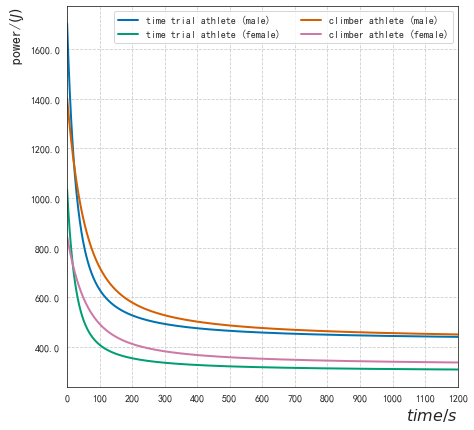 power/(J)
time trial athlete (male)
climber athlete (male)
time trial athlete (female)
climber athlete (female)
1600.0
1400.0
1200.0
1000.0
800.0
600.0
400.0
0 100 200 300 400 500 600 700 800 900 1000 1100 1200
time/s